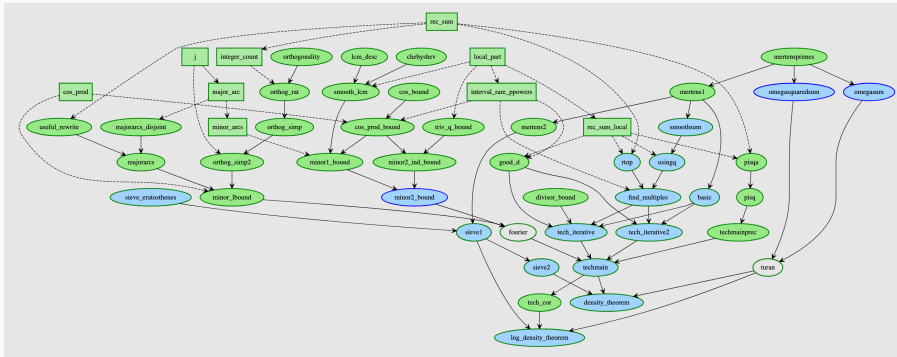 rec_sum
j
integer_count
orthogonality
lcm_desc
chebyshev
local_part
mertensprimes
cos_prod
major_arc
orthog_rat
smooth_lcm
cos_bound
interval_rare_ppowers
mertens1
omegasquaredsum
omegasum
useful_rewrite
majorarcs_disjoint
minor_arcs
orthog_simp
cos_prod_bound
triv_q_bound
mertens2
rec_sum_local
smoothsum
majorarcs
orthog_simp2
minor1_bound
minor2_ind_bound
good_d
rtop
usingq
pisqa
sieve_eratosthenes
minor_lbound
minor2_bound
divisor_bound
find_multiples
basic
pisq
sieve1
fourier
tech_iterative
tech_iterative2
techmainprec
sieve2
techmain
turan
tech_cor
density_theorem
log_density_theorem